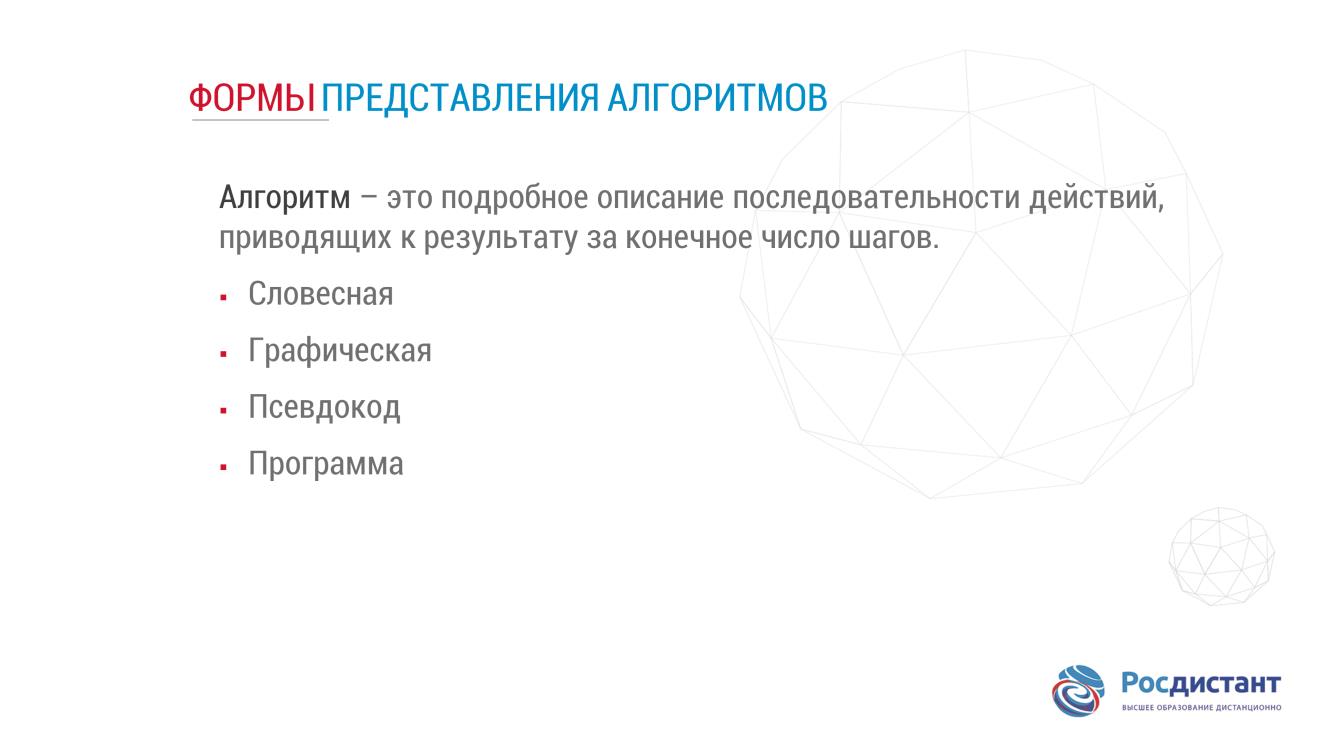 ФОРМЫ ПРЕДСТАВЛЕНИЯ АЛГОРИТМОВ
Алгоритм – это подробное описание последовательности действий,
приводящих к результату за конечное число шагов.
▪ Словесная
▪ Графическая
▪ Псевдокод
▪ Программа
Росдистант
ВЫСШЕЕ ОБРАЗОВАНИЕ ДИСТАНЦИОННО